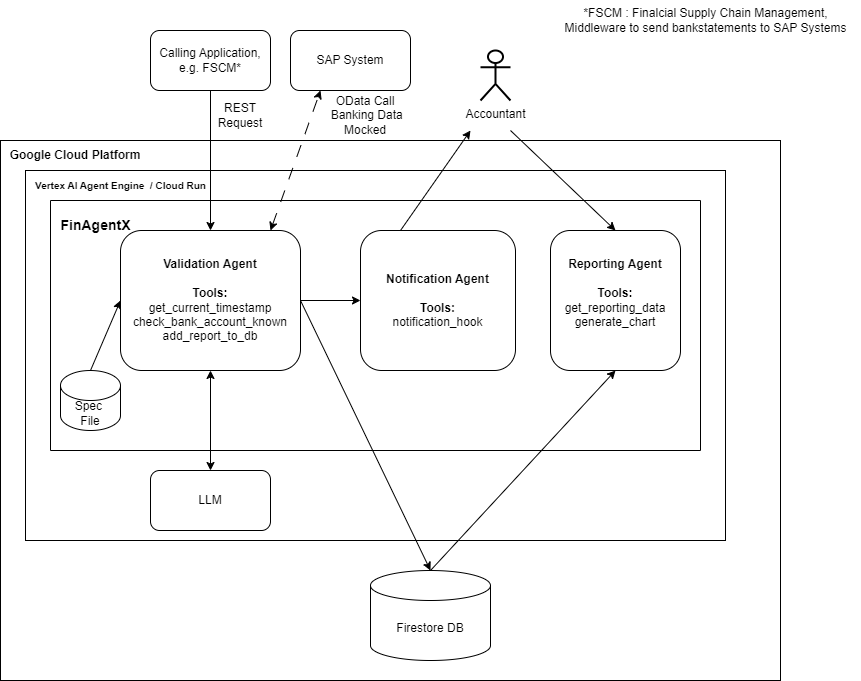 *FSCM : Finalcial Supply Chain Management,
Middleware to send bankstatements to SAP Systems
Calling Application,
e.g. FSCM*
SAP System
REST
Request
OData Call
Banking Data
Mocked
Accountant
Google Cloud Platform
Vertex AI Agent Engine / Cloud Run
FinAgentX
Validation Agent
Tools:
get_current_timestamp
check_bank_account_known
add_report_to_db
Notification Agent
Tools:
notification_hook
Reporting Agent
Tools:
get_reporting_data
generate_chart
Spec
File
LLM
Firestore DB